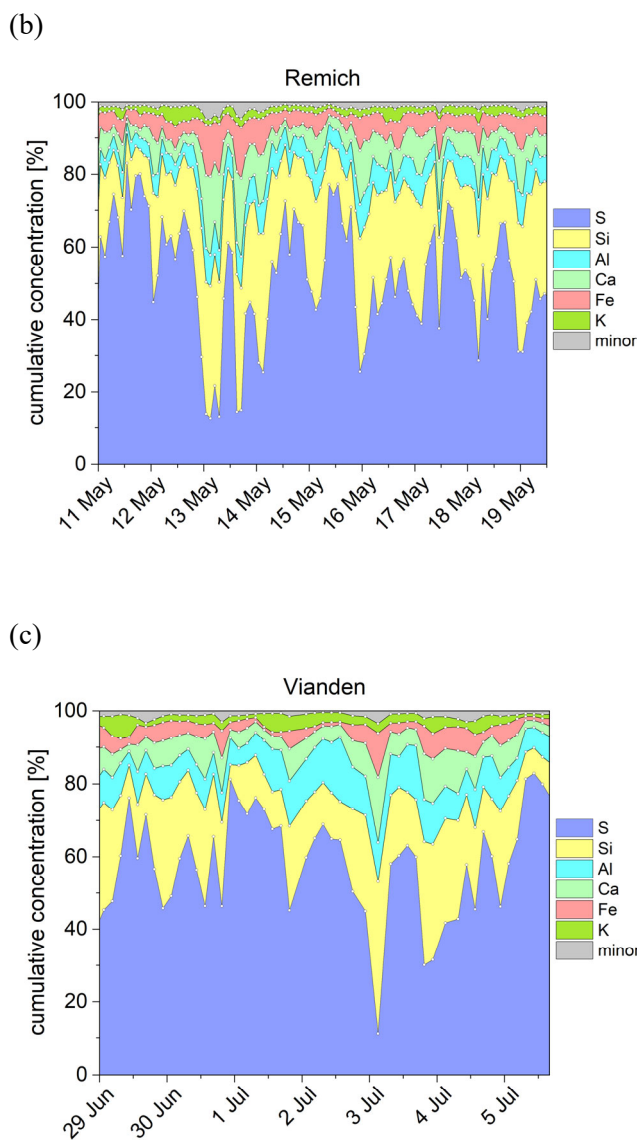 (b)
Remich
cumulative concentration [%]
100
80
60
40
20
0
11 May
12 May
13 May
14 May
15 May
16 May
17 May
18 May
19 May
S
Si
Al
Ca
Fe
K
minor
(c)
Vianden
cumulative concentration [%]
100
80
60
40
20
0
29 Jun
30 Jun
1 Jul
2 Jul
3 Jul
4 Jul
5 Jul
S
Si
Al
Ca
Fe
K
minor